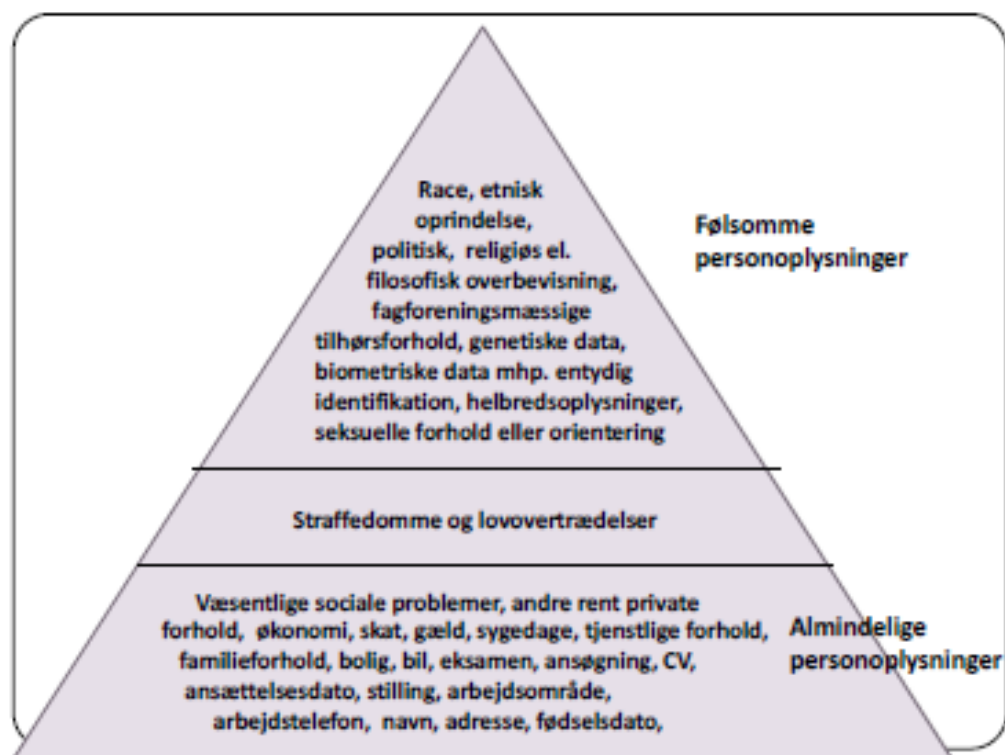 Race, etnisk
oprindelse,
politisk, religiøs el.
filosofisk overbevisning,
fagforeningsmæssige
tilhørsforhold, genetiske data,
biometriske data mhp. entydig
identifikation, helbredsoplysninger,
seksuelle forhold eller orientering
Følsomme
personoplysninger
Straffedomme og lovovertrædelser
Væsentlige sociale problemer, andre rent private
forhold, økonomi, skat, gæld, sygedage, tjenstlige forhold,
familieforhold, bolig, bil, eksamen, ansøgning, CV,
ansættelsesdato, stilling, arbejdsområde,
arbejdstelefon, navn, adresse, fødselsdato,
Almindelige
personoplysninger